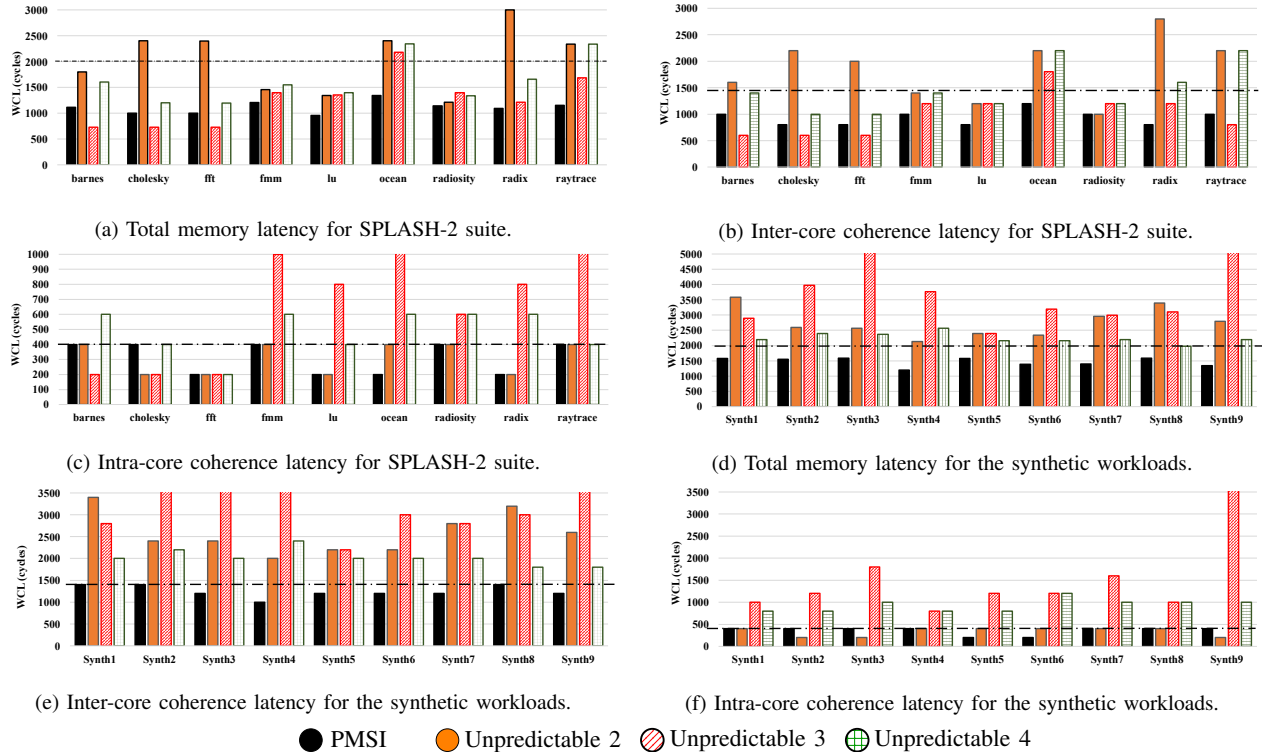 WCL (cycles)
3000
2500
2000
1500
1000
500
0
barnes cholesky fft fmm lu ocean radiosity radix raytrace
(a) Total memory latency for SPLASH-2 suite.
WCL (cycles)
3000
2500
2000
1500
1000
500
0
barnes cholesky fft fmm lu ocean radiosity radix raytrace
(b) Inter-core coherence latency for SPLASH-2 suite.
WCL (cycles)
1000
900
800
700
600
500
400
300
200
100
0
barnes cholesky fft fmm lu ocean radiosity radix raytrace
(c) Intra-core coherence latency for SPLASH-2 suite.
WCL (cycles)
5000
4500
4000
3500
3000
2500
2000
1500
1000
500
0
Synth1 Synth2 Synth3 Synth4 Synth5 Synth6 Synth7 Synth8 Synth9
(d) Total memory latency for the synthetic workloads.
WCL (cycles)
3500
3000
2500
2000
1500
1000
500
0
Synth1 Synth2 Synth3 Synth4 Synth5 Synth6 Synth7 Synth8 Synth9
(e) Inter-core coherence latency for the synthetic workloads.
WCL (cycles)
3500
3000
2500
2000
1500
1000
500
0
Synth1 Synth2 Synth3 Synth4 Synth5 Synth6 Synth7 Synth8 Synth9
(f) Intra-core coherence latency for the synthetic workloads.
PMSI Unpredictable 2 Unpredictable 3 Unpredictable 4